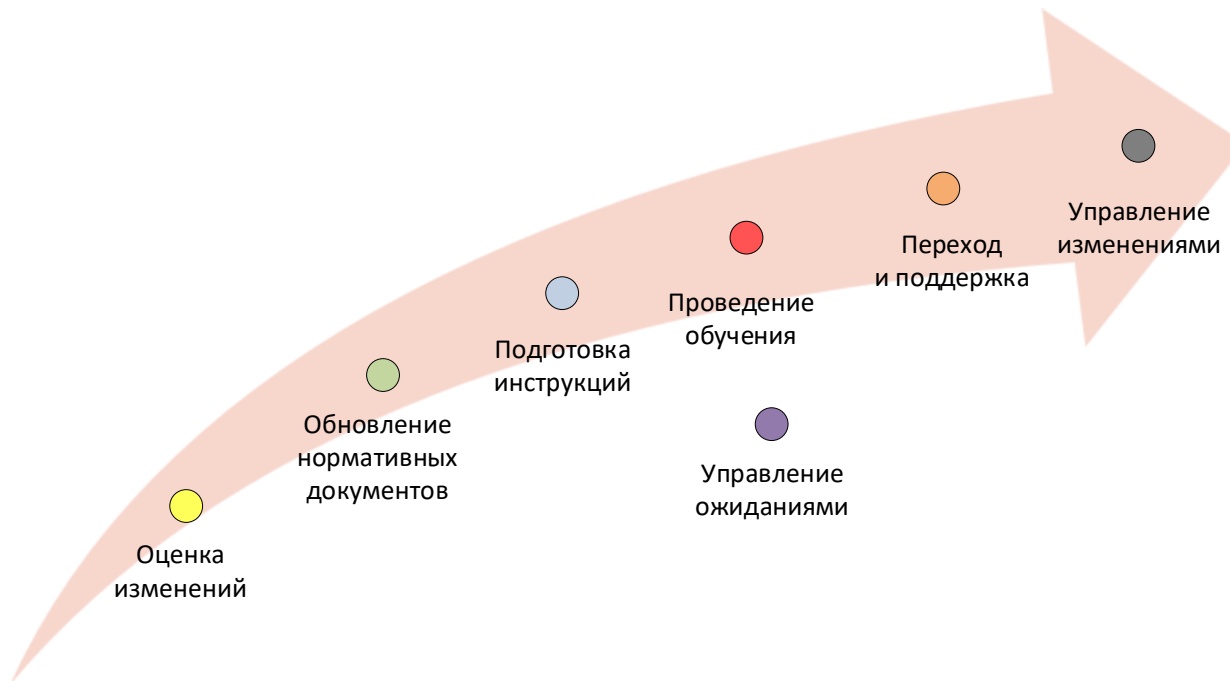 Оценка
изменений
Обновление
нормативных
документов
Подготовка
инструкций
Проведение
обучения
Управление
ожиданиями
Переход
и поддержка
Управление
изменениями